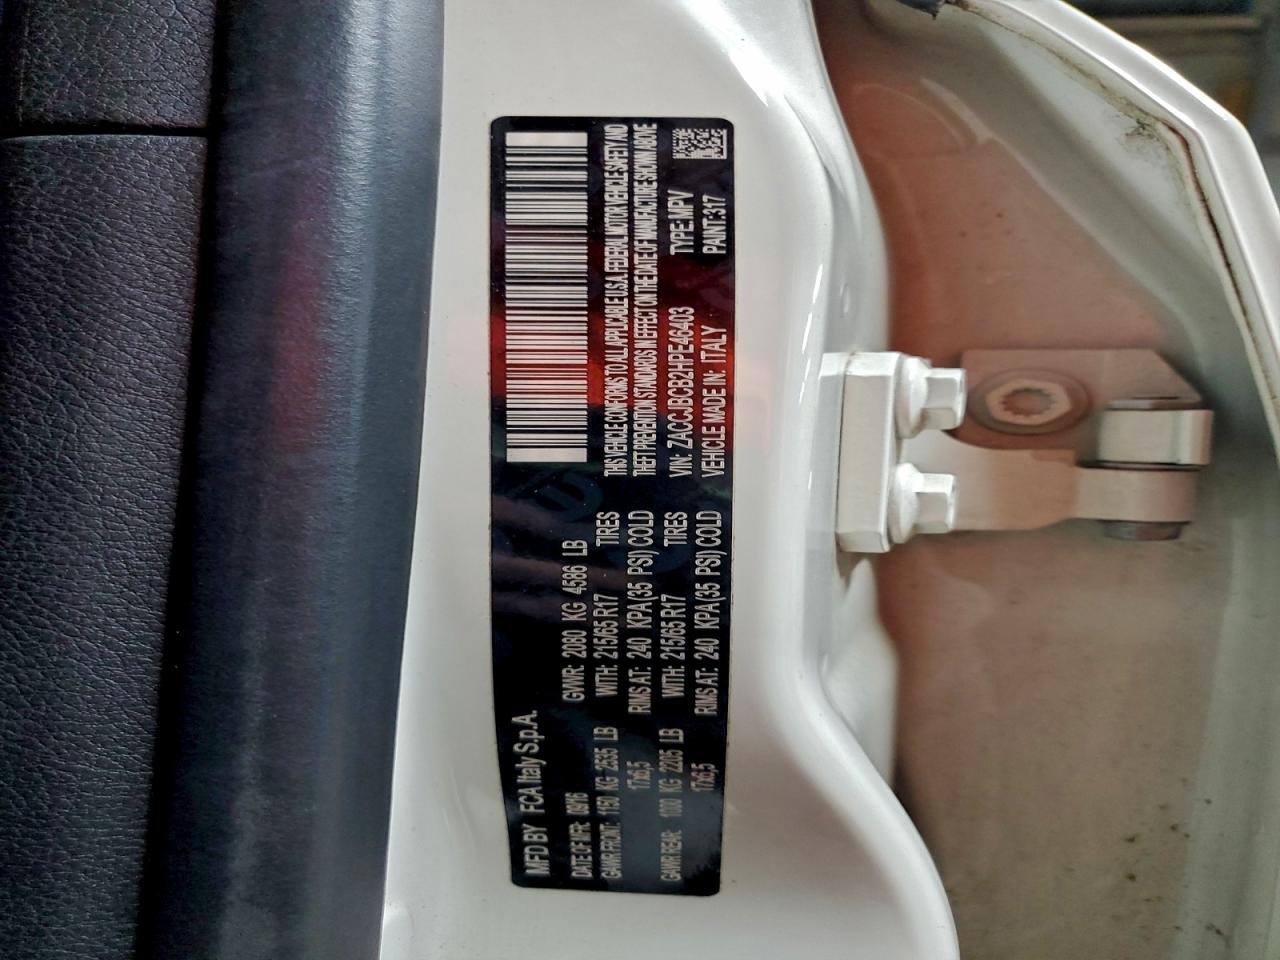 MFD BY FCA Italy S.p.A.
DATE OF MFR: 09/16 GVWR: 2080 KG 4586 LB
GAWR FRONT: 1150 KG 2535 LB WITH: 215/65 R17 TIRES
17x6,5 RIMS AT: 240 KPA(35 PSI) COLD
GAWR REAR: 1000 KG 2205 LB WITH: 215/65 R17 TIRES
17x6,5 RIMS AT: 240 KPA(35 PSI) COLD
THIS VEHICLE CONFORMS TO ALL APPLICABLE U.S.A. FEDERAL MOTOR VEHICLE SAFETY AND
THEFT PREVENTION STANDARDS IN EFFECT ON THE DATE OF MANUFACTURE SHOWN ABOVE
VIN: ZACCJBCB2HPE46403 TYPE: MPV
VEHICLE MADE IN: ITALY PAINT: 317